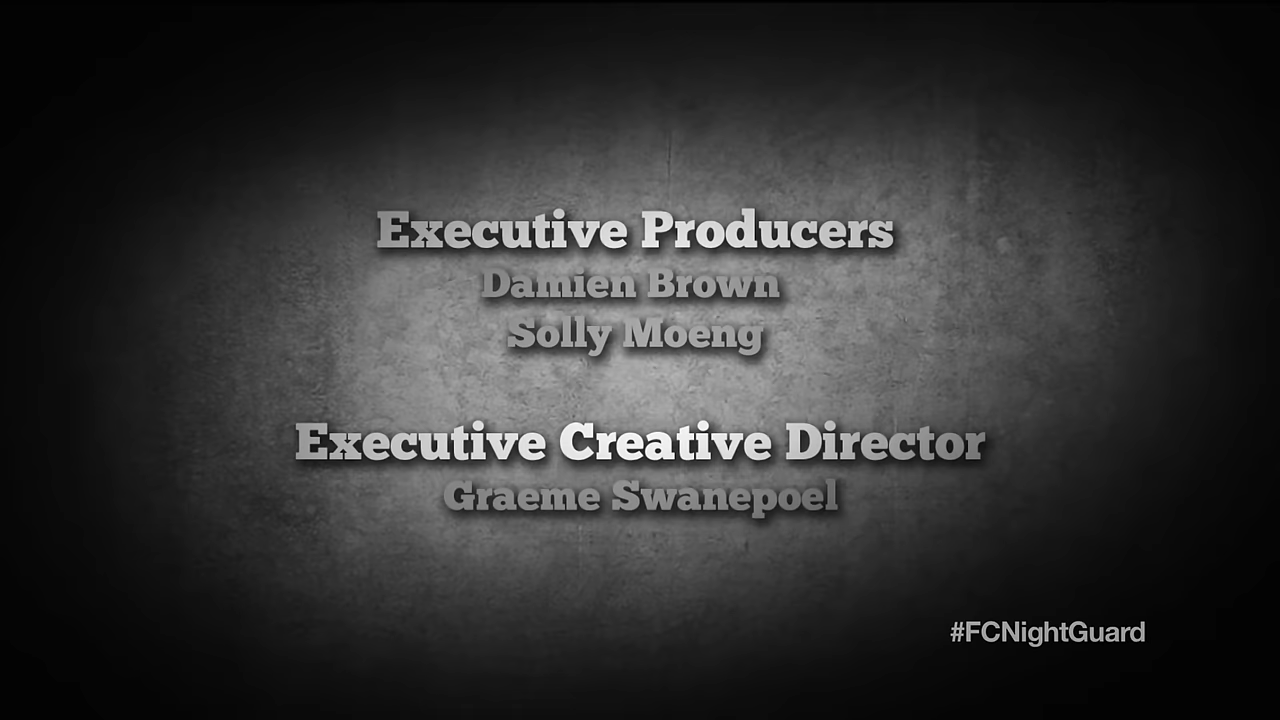 Executive Producers
Damien Brown
Solly Moeng
Executive Creative Director
Graeme Swanepoel
#FCNightGuard